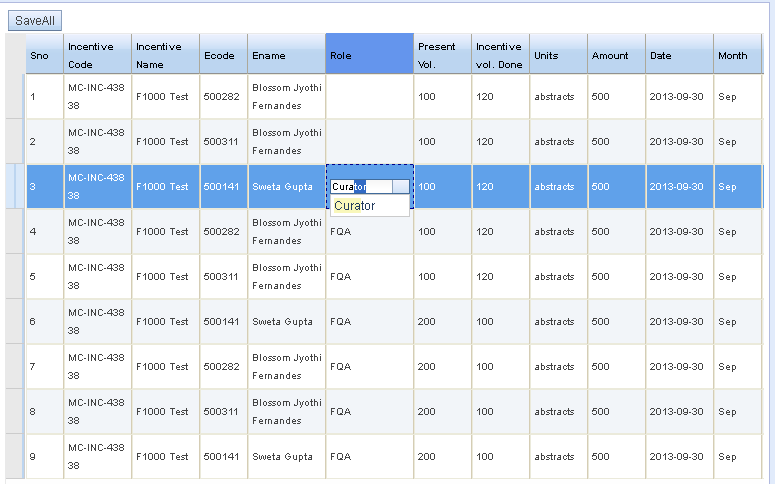 SaveAll
Sno Incentive Code Incentive Name Ecode Ename Role Present Vol. Incentive vol. Done Units Amount Date Month
1 MC-INC-438 38 F1000 Test 500282 Blossom Jyothi Fernandes 100 120 abstracts 500 2013-09-30 Sep
2 MC-INC-438 38 F1000 Test 500311 Blossom Jyothi Fernandes 100 120 abstracts 500 2013-09-30 Sep
3 MC-INC-438 38 F1000 Test 500141 Sweta Gupta Curator 100 120 abstracts 500 2013-09-30 Sep
Curator
4 MC-INC-438 38 F1000 Test 500282 Blossom Jyothi Fernandes FQA 100 120 abstracts 500 2013-09-30 Sep
5 MC-INC-438 38 F1000 Test 500311 Blossom Jyothi Fernandes FQA 100 120 abstracts 500 2013-09-30 Sep
6 MC-INC-438 38 F1000 Test 500141 Sweta Gupta FQA 200 100 abstracts 500 2013-09-30 Sep
7 MC-INC-438 38 F1000 Test 500282 Blossom Jyothi Fernandes FQA 200 100 abstracts 500 2013-09-30 Sep
8 MC-INC-438 38 F1000 Test 500311 Blossom Jyothi Fernandes FQA 200 100 abstracts 500 2013-09-30 Sep
9 MC-INC-438 38 F1000 Test 500141 Sweta Gupta FQA 200 100 abstracts 500 2013-09-30 Sep